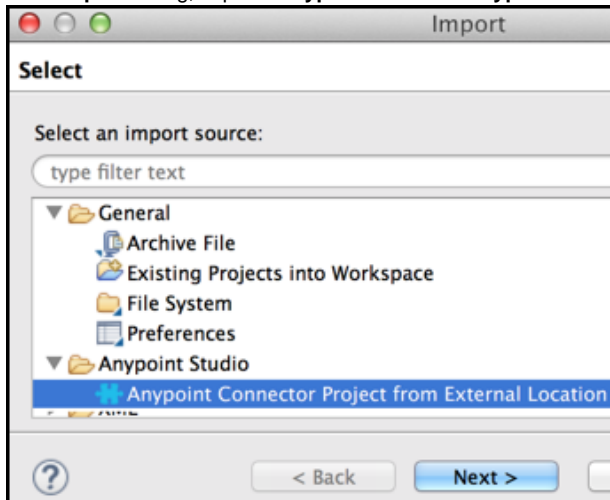 Import
Select
Select an import source:
type filter text
General
Archive File
Existing Projects into Workspace
File System
Preferences
Anypoint Studio
Anypoint Connector Project from External Location
< Back
Next >